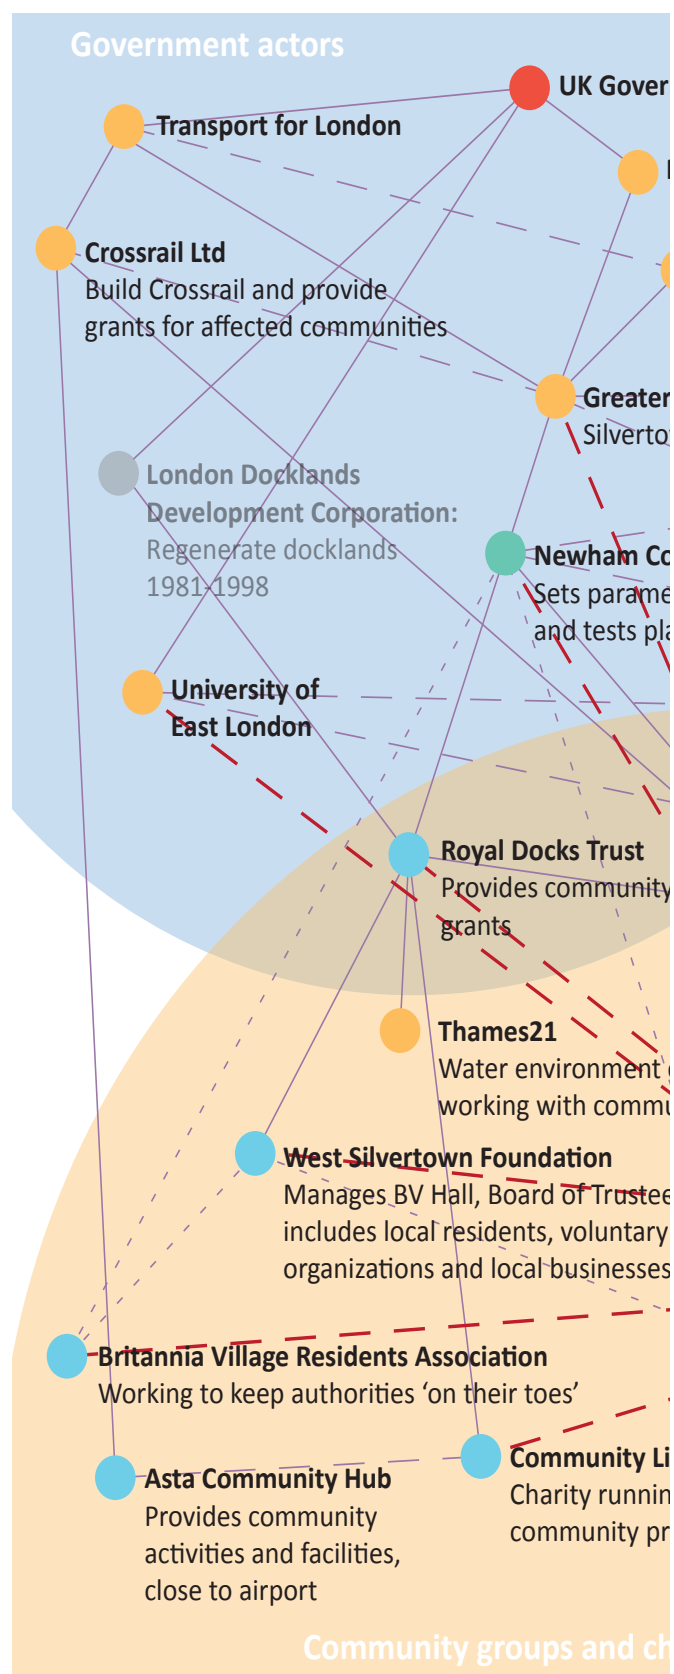 Government actors
UK Gover
Transport for London
Crossrail Ltd
Build Crossrail and provide
grants for affected communities
Greater
Silverto
London Docklands
Development Corporation:
Regenerate docklands
1981-1998
Newham Co
Sets parame
and tests pla
University of
East London
Royal Docks Trust
Provides community
grants
Thames21
Water environment
working with commu
West Silvertown Foundation
Manages BV Hall, Board of Trustee
includes local residents, voluntary
organizations and local businesses
Britannia Village Residents Association
Working to keep authorities ‘on their toes’
Community Li
Charity runnin
community pr
Asta Community Hub
Provides community
activities and facilities,
close to airport
Community groups and ch